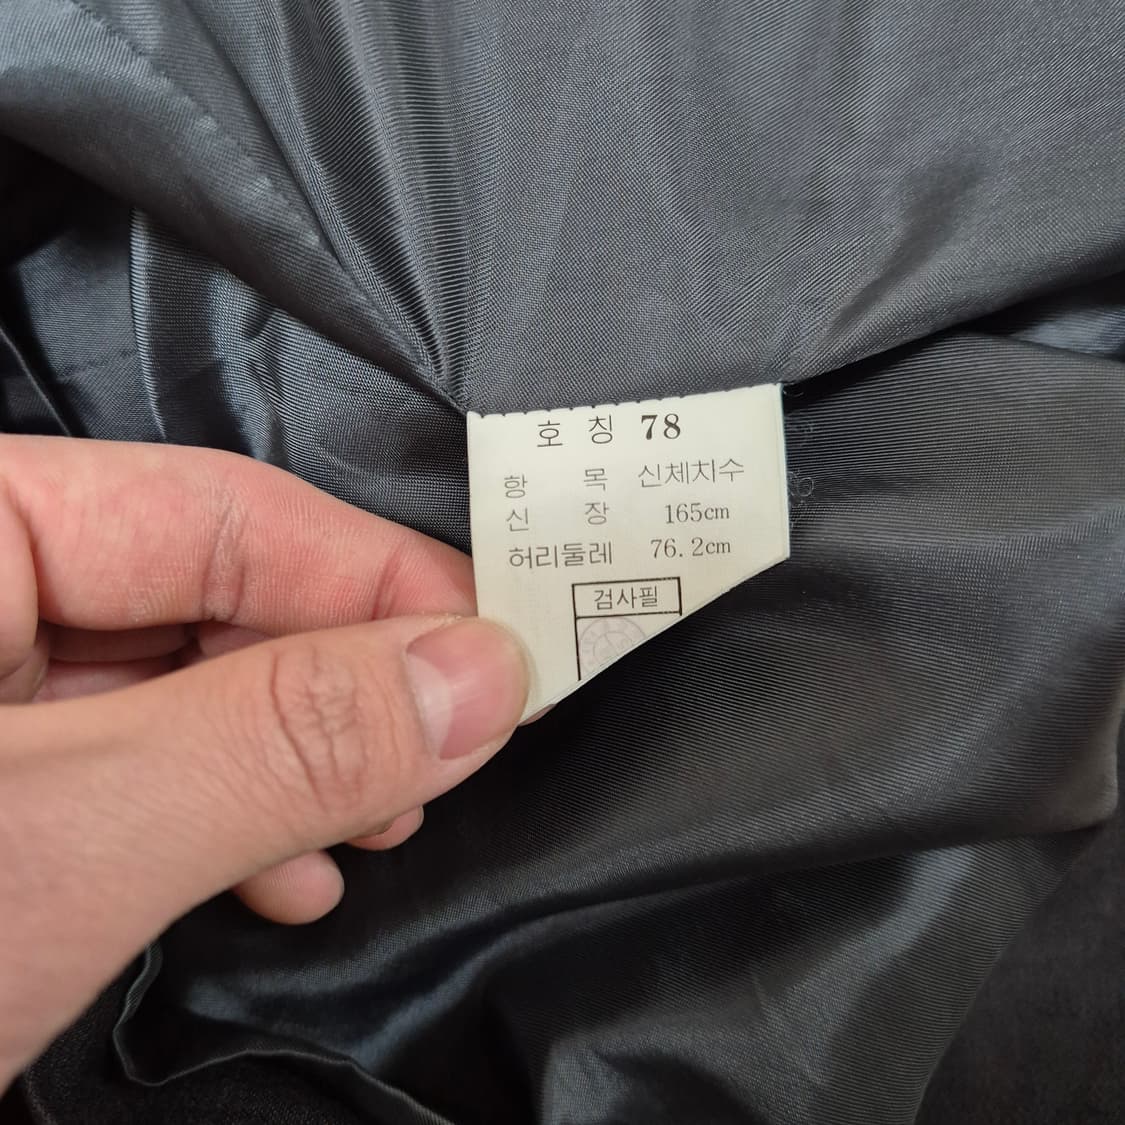 호 칭 78
항 목 신체치수
신 장 165cm
허리둘레 76.2cm
검사필